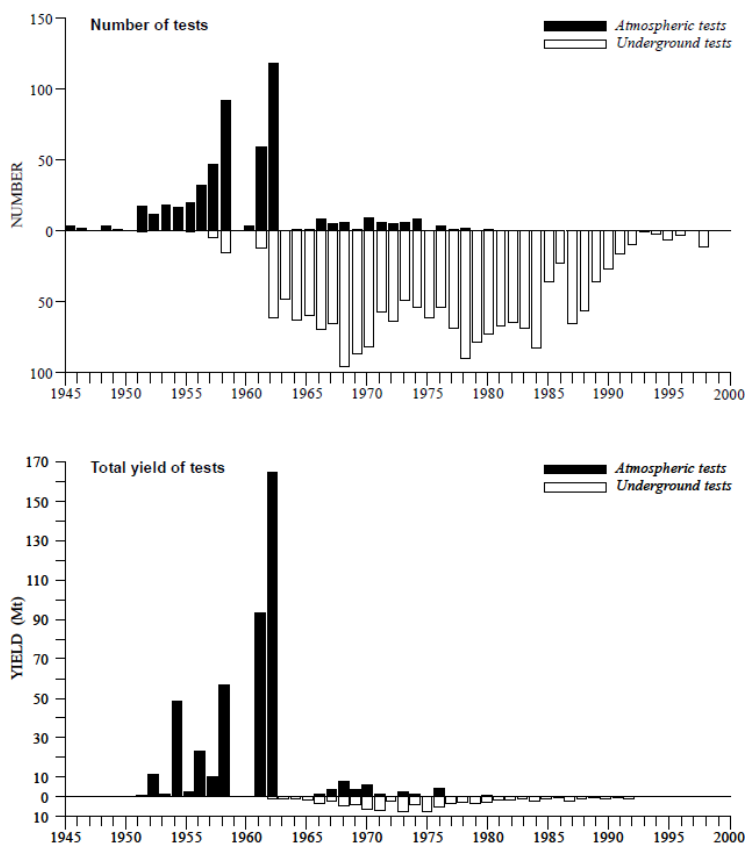 Number of tests
Atmospheric tests
Underground tests
150
100
50
0
50
100
NUMBER
1945 1950 1955 1960 1965 1970 1975 1980 1985 1990 1995 2000
Total yield of tests
Atmospheric tests
Underground tests
170
150
130
110
90
70
50
30
10
0
10
YIELD (Mt)
1945 1950 1955 1960 1965 1970 1975 1980 1985 1990 1995 2000